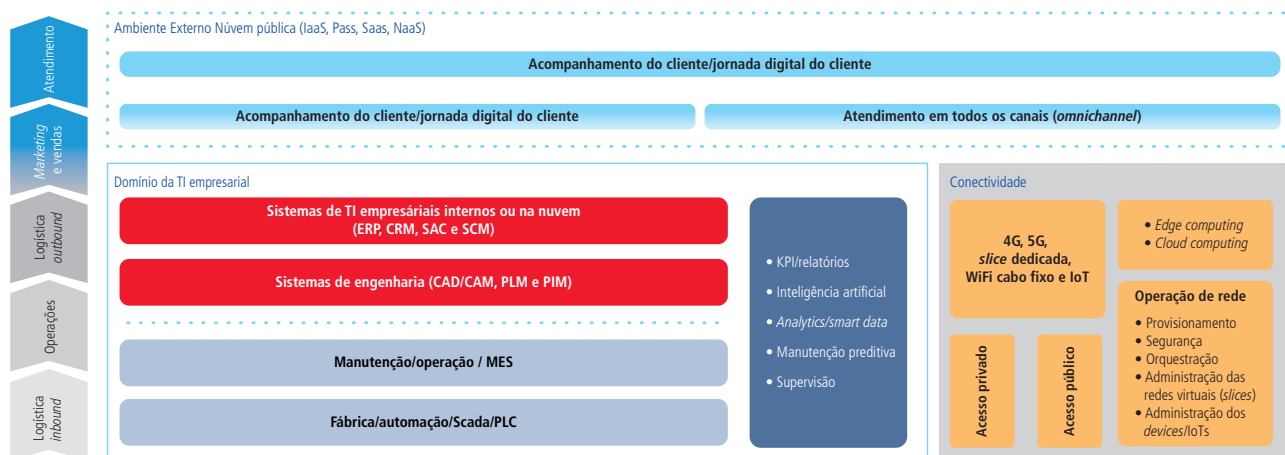 Atendimento
Marketing
e vendas
Logística
outbound
Operações
Logística
inbound
Ambiente Externo Núvem pública (IaaS, Pass, Saas, NaaS)
Acompanhamento do cliente/jornada digital do cliente
Acompanhamento do cliente/jornada digital do cliente
Atendimento em todos os canais (omnichannel)
Domínio da TI empresarial
Sistemas de TI empresáriais internos ou na nuvem
(ERP, CRM, SAC e SCM)
Sistemas de engenharia (CAD/CAM, PLM e PIM)
Manutenção/operação / MES
Fábrica/automação/Scada/PLC
• KPI/relatórios
• Inteligência artificial
• Analytics/smart data
• Manutenção preditiva
• Supervisão
Conectividade
4G, 5G,
slice dedicada,
WiFi cabo fixo e IoT
Acesso privado
Acesso público
• Edge computing
• Cloud computing
Operação de rede
• Provisionamento
• Segurança
• Orquestração
• Administração das
redes virtuais (slices)
• Administração dos
devices/IoTs